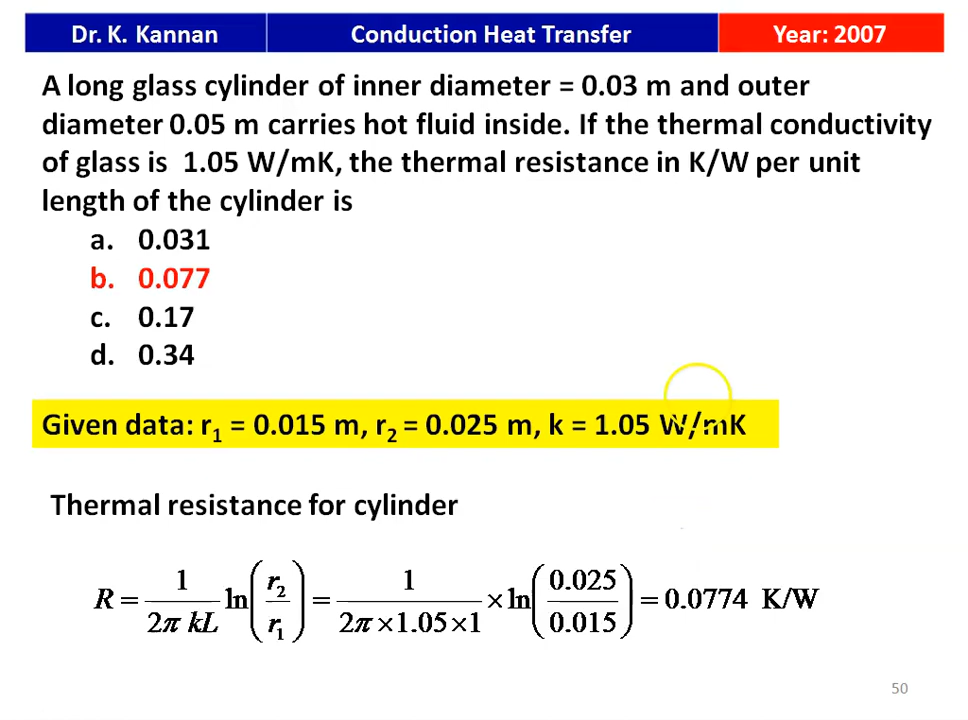 Dr. K. Kannan Conduction Heat Transfer Year: 2007
A long glass cylinder of inner diameter = 0.03 m and outer
diameter 0.05 m carries hot fluid inside. If the thermal conductivity
of glass is 1.05 W/mK, the thermal resistance in K/W per unit
length of the cylinder is
a. 0.031
b. 0.077
c. 0.17
d. 0.34
Given data: r₁ = 0.015 m, r₂ = 0.025 m, k = 1.05 W/mK
Thermal resistance for cylinder
R = 1/(2π kL) ln(r₂/r₁) = 1/(2π × 1.05 × 1) × ln(0.025/0.015) = 0.0774 K/W
50